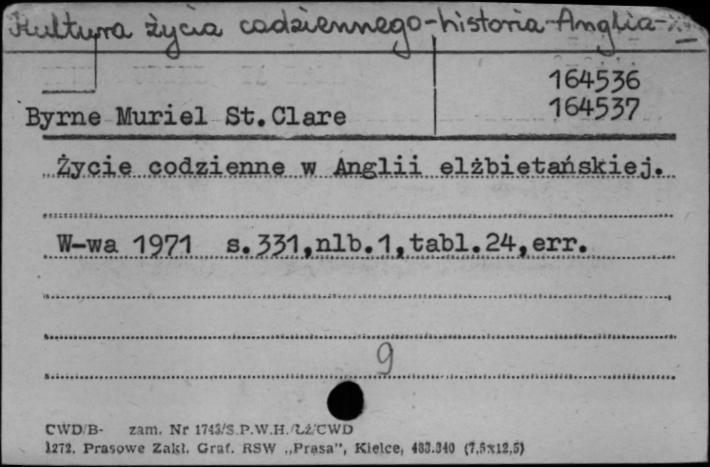 Kultura życia codziennego-historia-Anglia-
164536
Byrne Muriel St.Clare 164537
Życie codzienne w Anglii elżbietańskiej.
W-wa 1971 s.331,nlb.1,tabl.24,err.
9
CWD/B- zam. Nr 1743/S.P.W.H./LŻ/CWD
1272. Prasowe Zakł. Graf. RSW „Prasa”, Kielce, 483.340 (7,5x12,5)